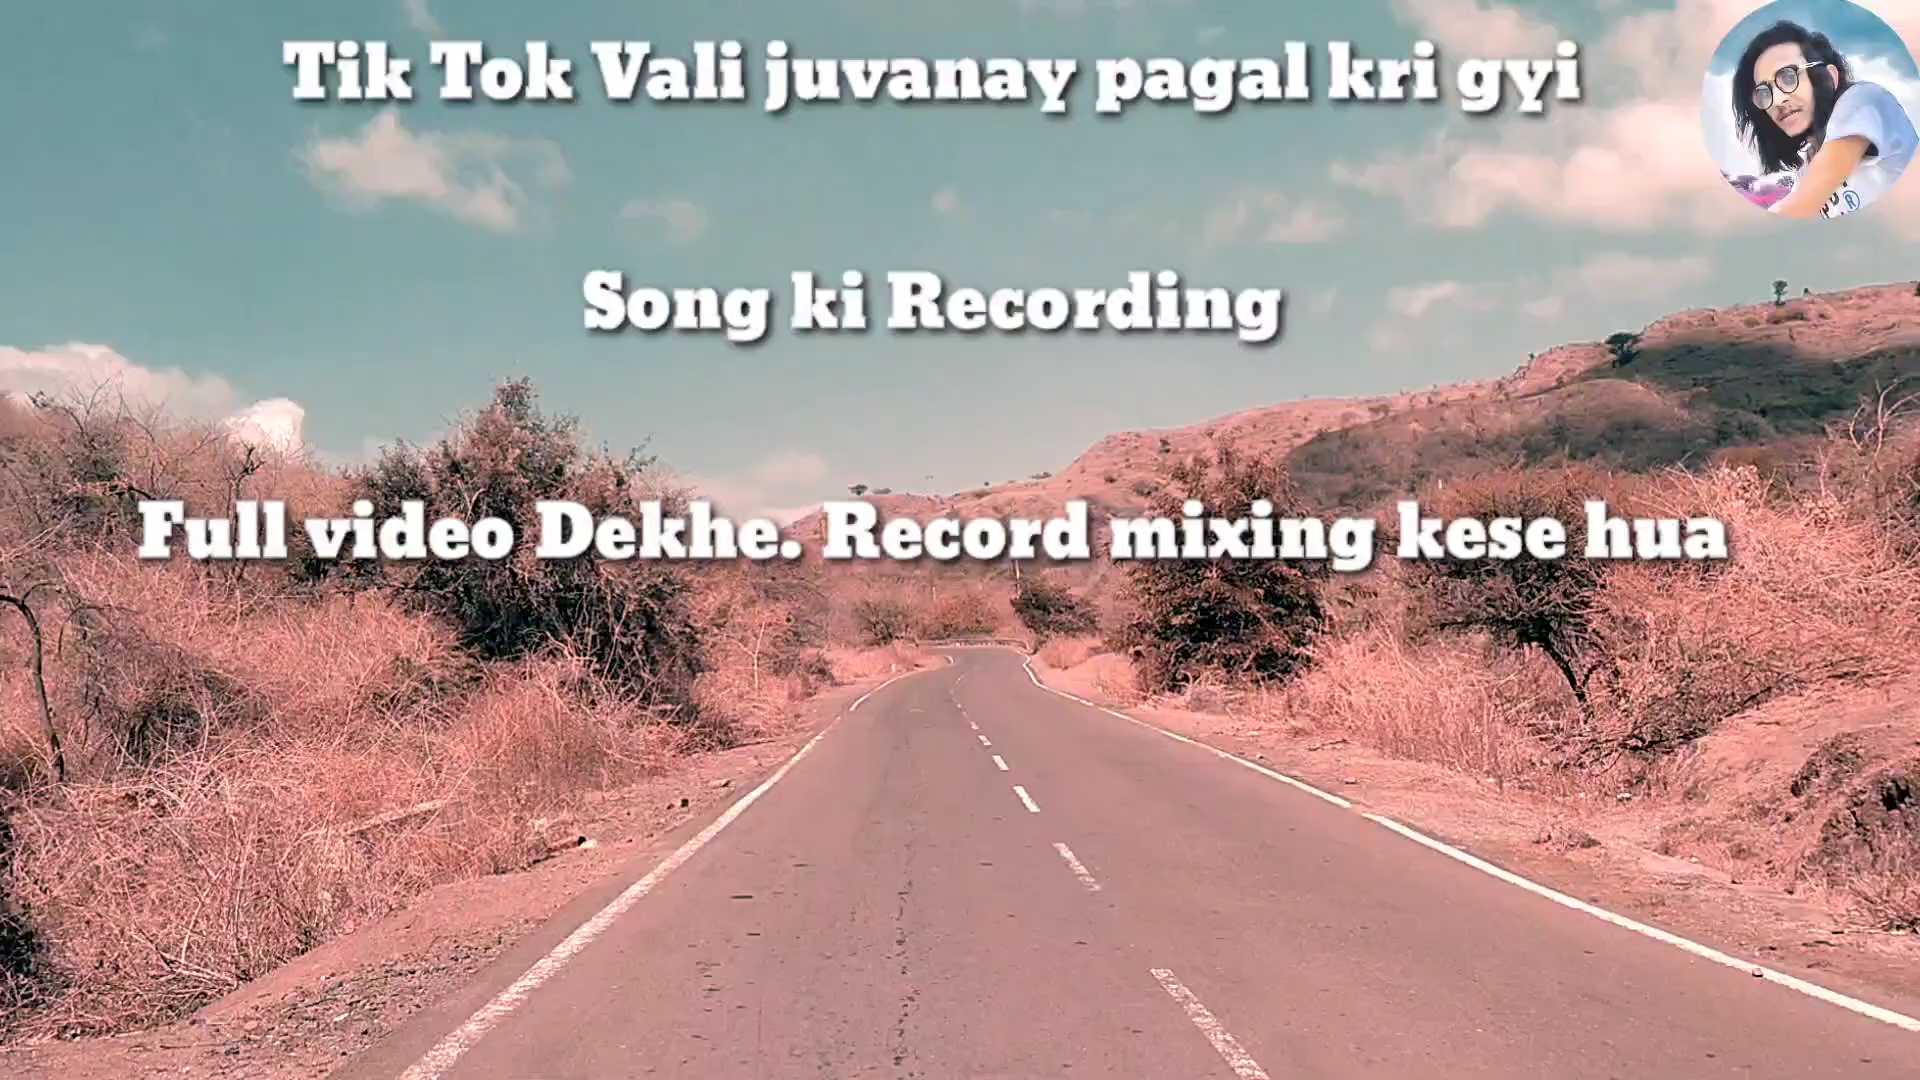 Tik Tok Vali juvanay pagal kri gyi
Song ki Recording
Full video Dekhe. Record mixing kese hua